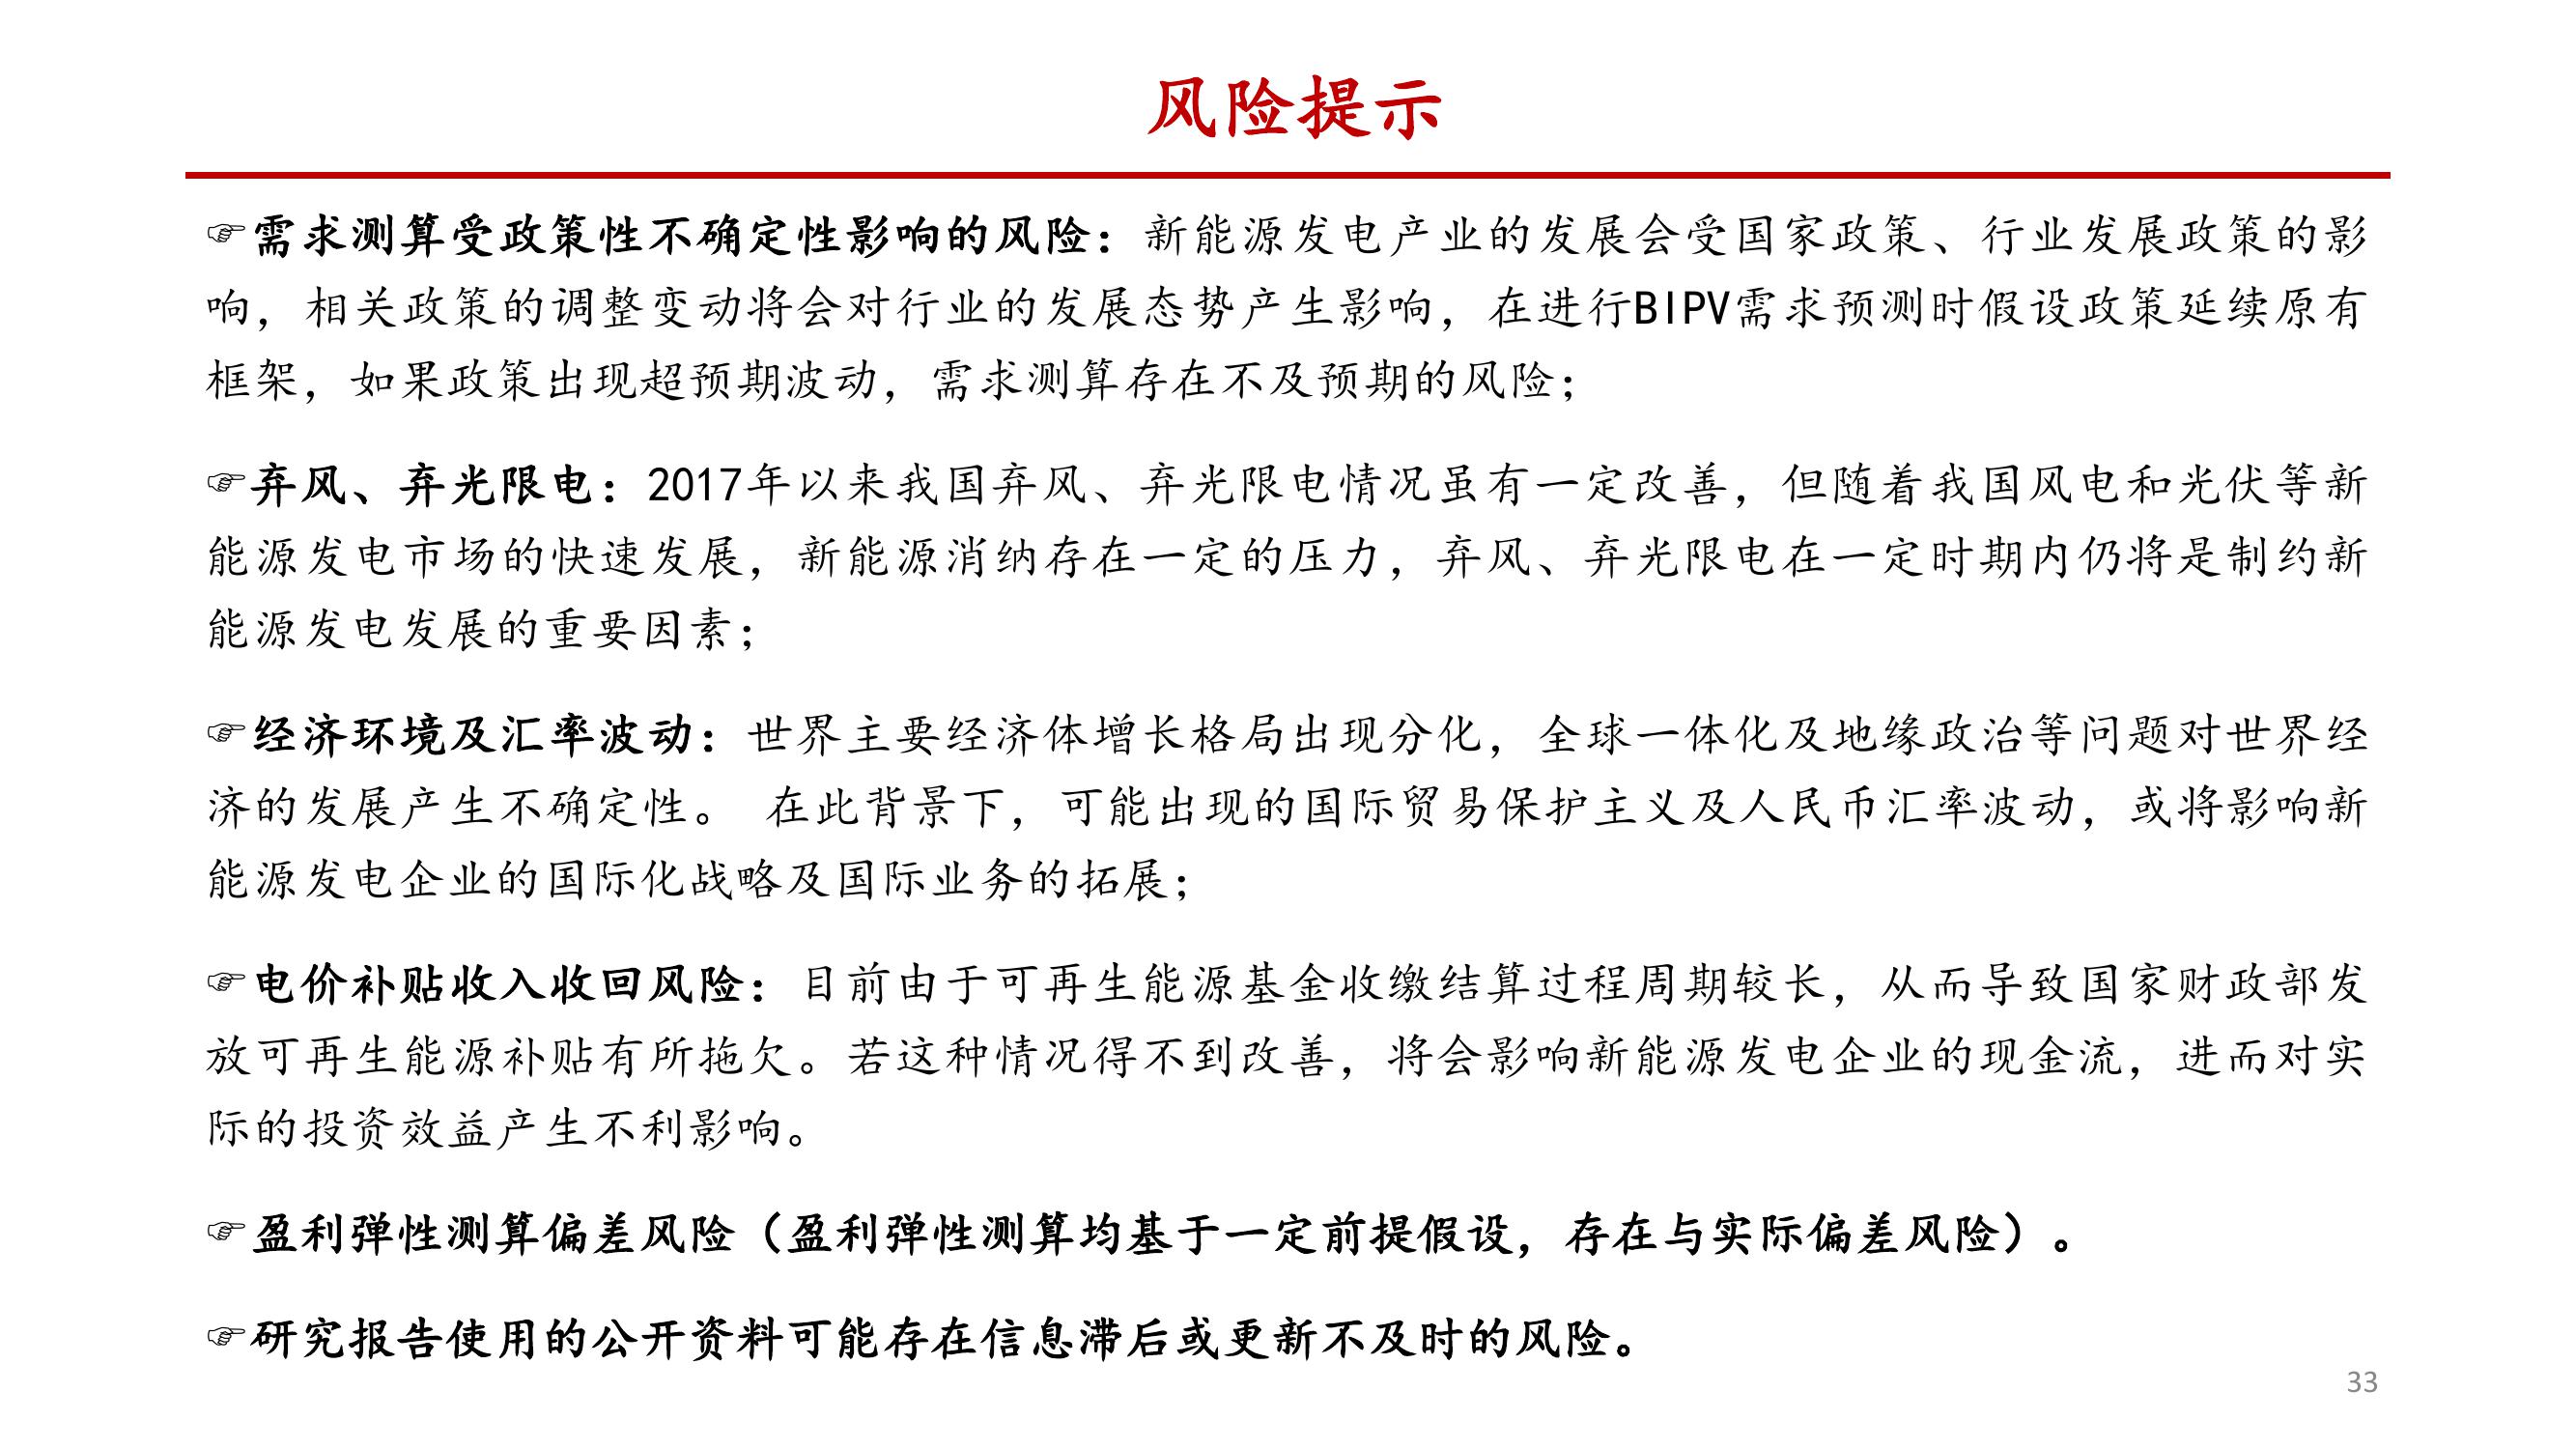 风险提示
☞需求测算受政策性不确定性影响的风险：新能源发电产业的发展会受国家政策、行业发展政策的影
响，相关政策的调整变动将会对行业的发展态势产生影响，在进行BIPV需求预测时假设政策延续原有
框架，如果政策出现超预期波动，需求测算存在不及预期的风险；
☞弃风、弃光限电：2017年以来我国弃风、弃光限电情况虽有一定改善，但随着我国风电和光伏等新
能源发电市场的快速发展，新能源消纳存在一定的压力，弃风、弃光限电在一定时期内仍将是制约新
能源发电发展的重要因素；
☞经济环境及汇率波动：世界主要经济体增长格局出现分化，全球一体化及地缘政治等问题对世界经
济的发展产生不确定性。 在此背景下，可能出现的国际贸易保护主义及人民币汇率波动，或将影响新
能源发电企业的国际化战略及国际业务的拓展；
☞电价补贴收入收回风险：目前由于可再生能源基金收缴结算过程周期较长，从而导致国家财政部发
放可再生能源补贴有所拖欠。若这种情况得不到改善，将会影响新能源发电企业的现金流，进而对实
际的投资效益产生不利影响。
☞盈利弹性测算偏差风险（盈利弹性测算均基于一定前提假设，存在与实际偏差风险）。
☞研究报告使用的公开资料可能存在信息滞后或更新不及时的风险。
33